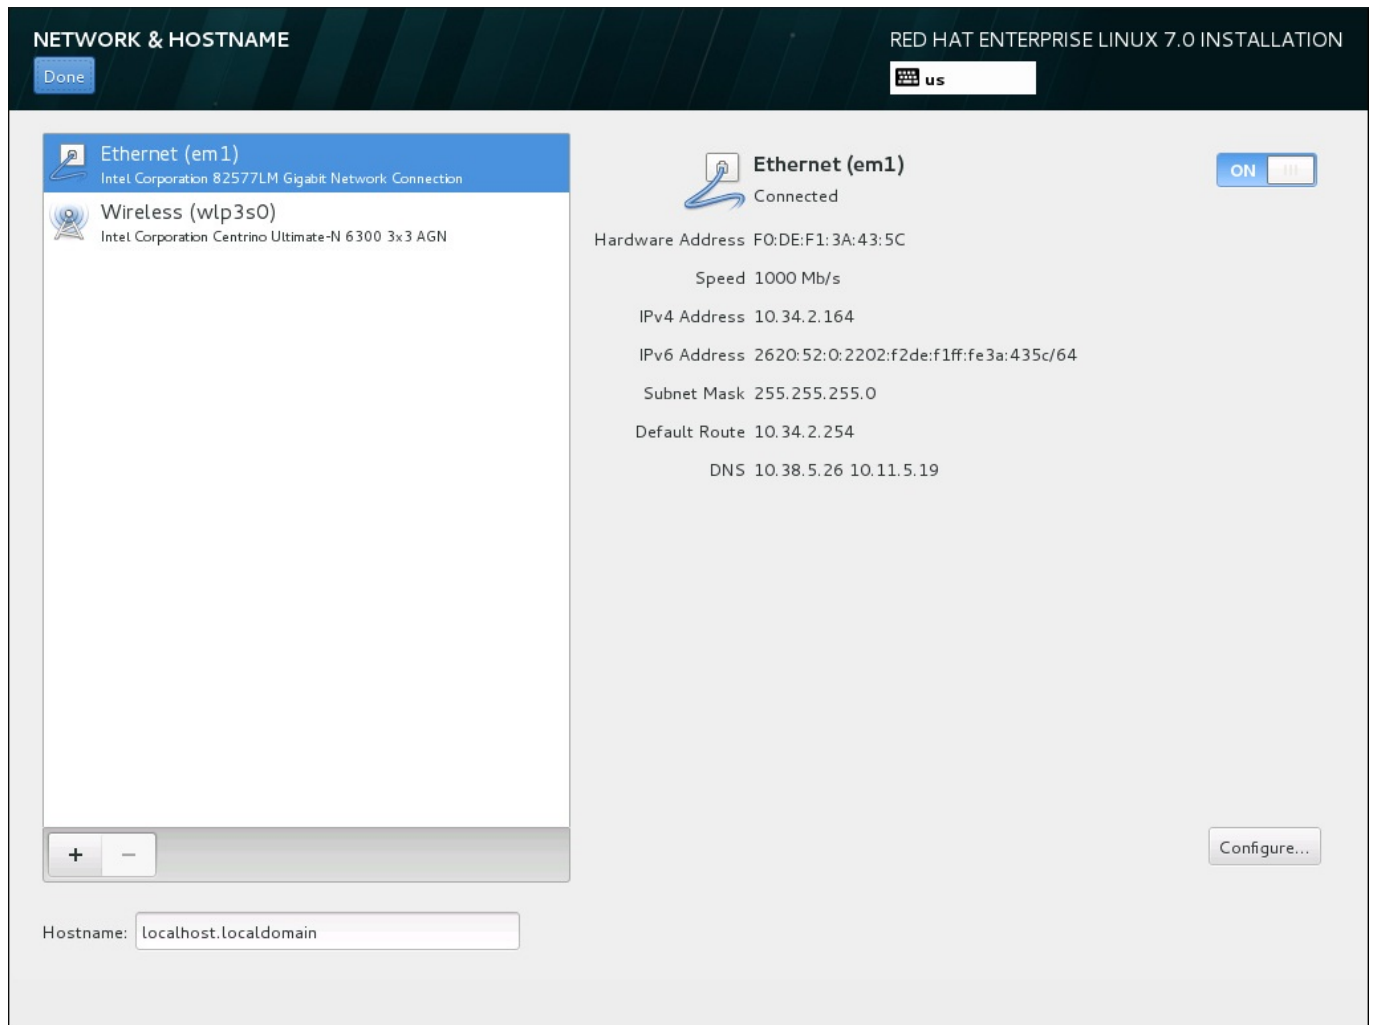 NETWORK & HOSTNAME
RED HAT ENTERPRISE LINUX 7.0 INSTALLATION
Done
us
Ethernet (em1)
Intel Corporation 82577LM Gigabit Network Connection
Wireless (wlp3s0)
Intel Corporation Centrino Ultimate-N 6300 3x3 AGN
Ethernet (em1)
Connected
ON
Hardware Address F0:DE:F1:3A:43:5C
Speed 1000 Mb/s
IPv4 Address 10.34.2.164
IPv6 Address 2620:52:0:2202:f2de:f1ff:fe3a:435c/64
Subnet Mask 255.255.255.0
Default Route 10.34.2.254
DNS 10.38.5.26 10.11.5.19
+ −
Configure...
Hostname: localhost.localdomain